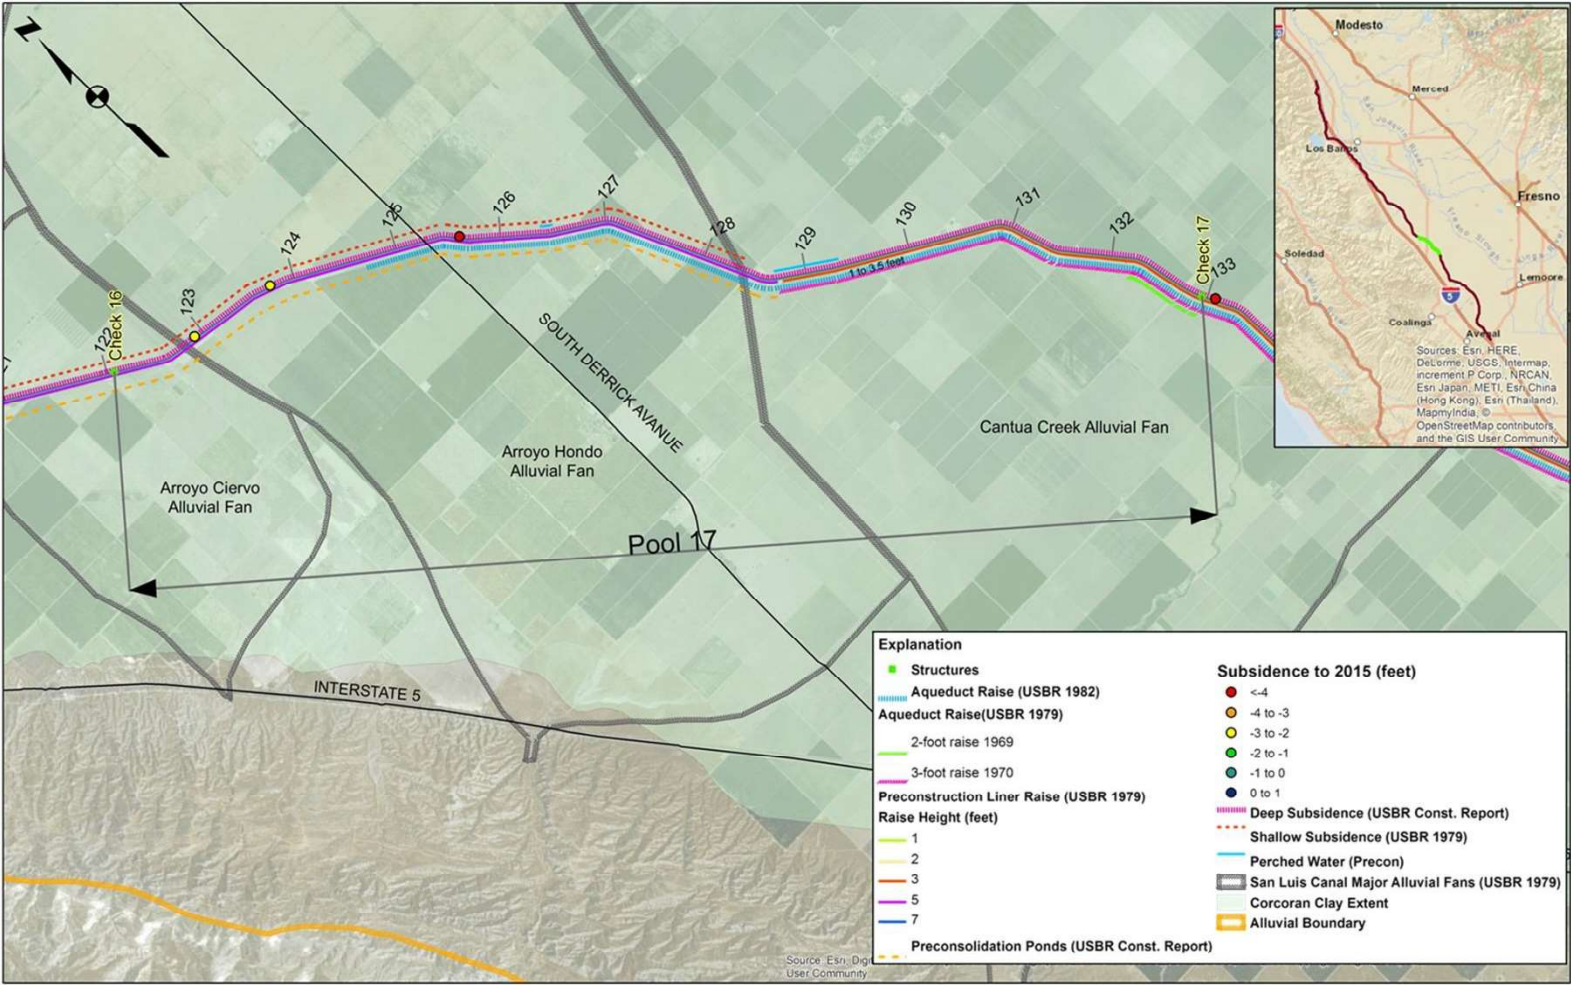 N
Modesto
Merced
San Joaquin River
Los Banos
Fresno
Fresno Slough
Soledad
5
Lemoore
Coalinga
Avenal
Sources: Esri, HERE,
DeLorme, USGS, Intermap,
increment P Corp., NRCAN,
Esri Japan, METI, Esri China
(Hong Kong), Esri (Thailand),
MapmyIndia, ©
OpenStreetMap contributors,
and the GIS User Community
122
Check 16
123
124
125
126
127
128
129
1 to 3.5 feet
130
131
132
Check 17
133
SOUTH DERRICK AVANUE
Cantua Creek Alluvial Fan
Arroyo Hondo
Alluvial Fan
Arroyo Ciervo
Alluvial Fan
Pool 17
INTERSTATE 5
Explanation
Structures
Aqueduct Raise (USBR 1982)
Aqueduct Raise(USBR 1979)
2-foot raise 1969
3-foot raise 1970
Preconstruction Liner Raise (USBR 1979)
Raise Height (feet)
1
2
3
5
7
Preconsolidation Ponds (USBR Const. Report)
Subsidence to 2015 (feet)
<-4
-4 to -3
-3 to -2
-2 to -1
-1 to 0
0 to 1
Deep Subsidence (USBR Const. Report)
Shallow Subsidence (USBR 1979)
Perched Water (Precon)
San Luis Canal Major Alluvial Fans (USBR 1979)
Corcoran Clay Extent
Alluvial Boundary
Source: Esri, Digi
User Community